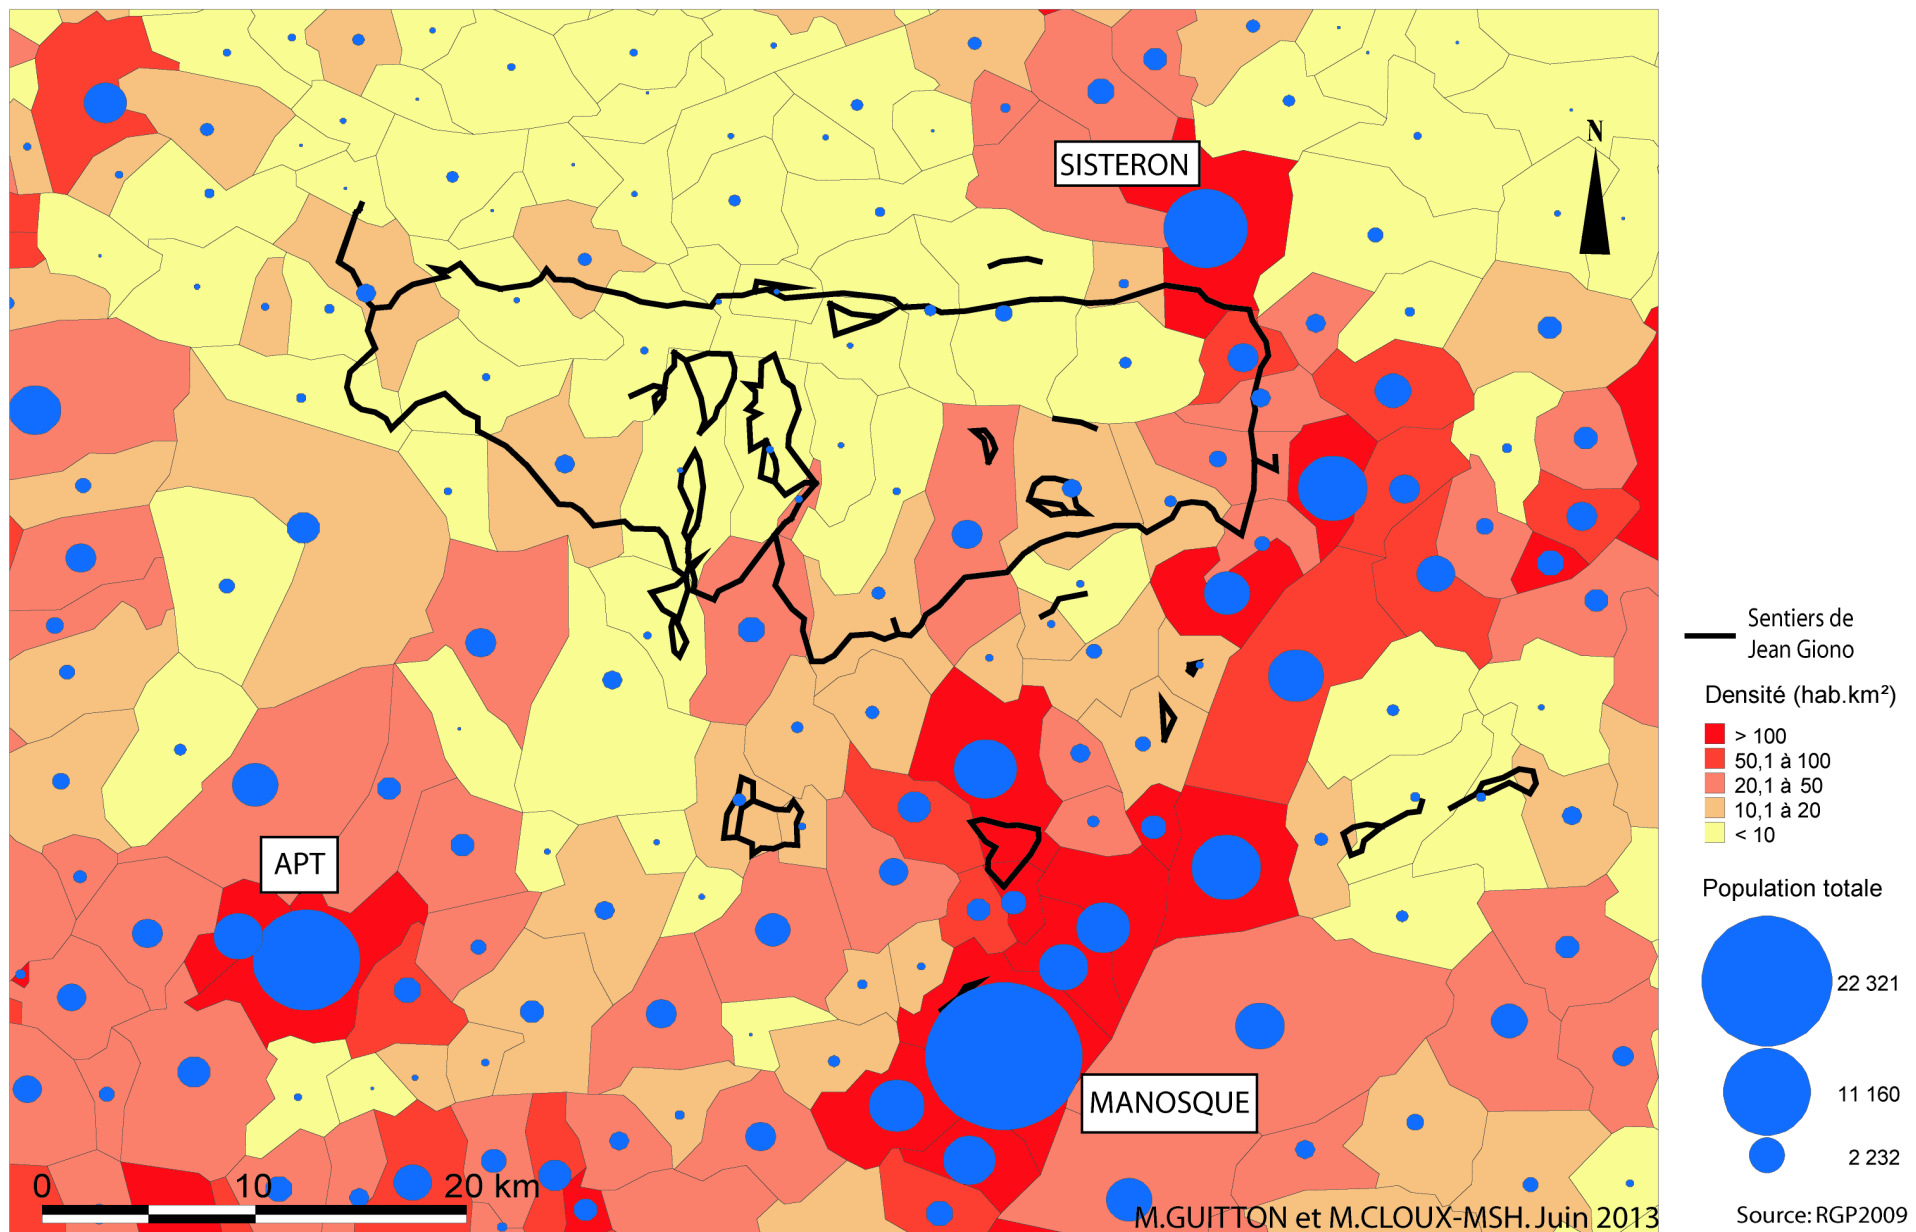 SISTERON
N
APT
MANOSQUE
Sentiers de
Jean Giono
Densité (hab.km²)
> 100
50,1 à 100
20,1 à 50
10,1 à 20
< 10
Population totale
22 321
11 160
2 232
0 10 20 km
M.GUITTON et M.CLOUX-MSH.Juin 2013
Source: RGP2009